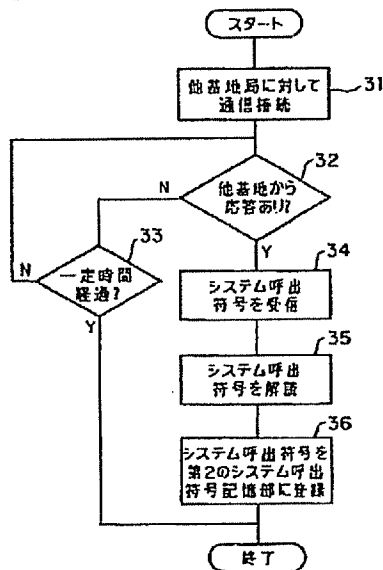 スタート
他基地局に対して
通信接続
31
32
他基地から
応答あり?
N
Y
33
一定時間
経過?
N
Y
34
システム呼出
符号を受信
35
システム呼出
符号を解読
36
システム呼出符号を
第2のシステム呼出
符号記憶部に登録
終了